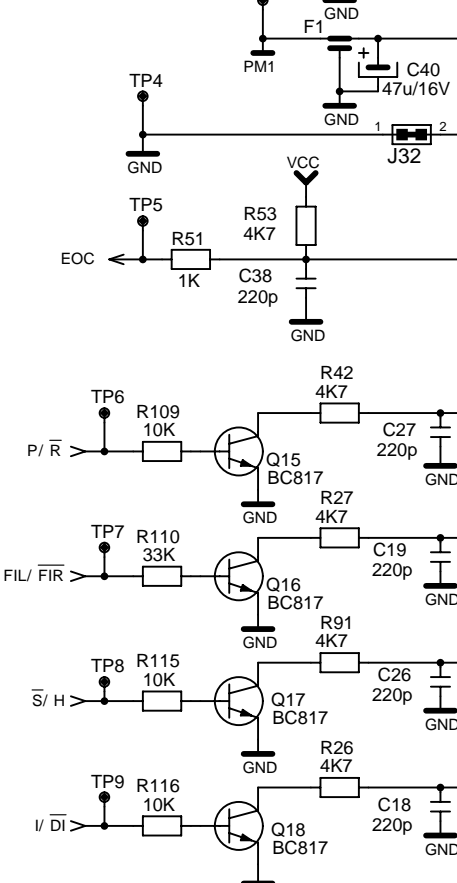 GND
F1
PM1
+
C40
47u/16V
GND
TP4
GND
1
2
J32
VCC
TP5
R53
4K7
R51
EOC
1K
C38
220p
GND
R42
4K7
TP6
R109
10K
C27
220p
P/ R̅
Q15
BC817
GND
GND
R27
4K7
TP7
R110
33K
C19
220p
FIL/ F̅I̅R̅
Q16
BC817
GND
GND
R91
4K7
TP8
R115
10K
C26
220p
S̅/ H
Q17
BC817
GND
GND
R26
4K7
TP9
R116
10K
C18
220p
I/ D̅I̅
Q18
BC817
GND